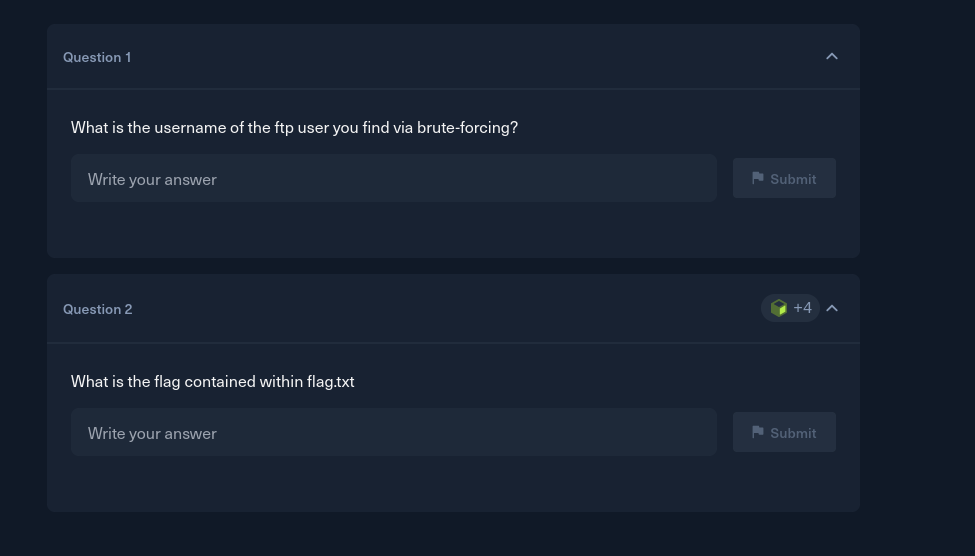 Question 1
What is the username of the ftp user you find via brute-forcing?
Write your answer
Submit
Question 2
+4
What is the flag contained within flag.txt
Write your answer
Submit